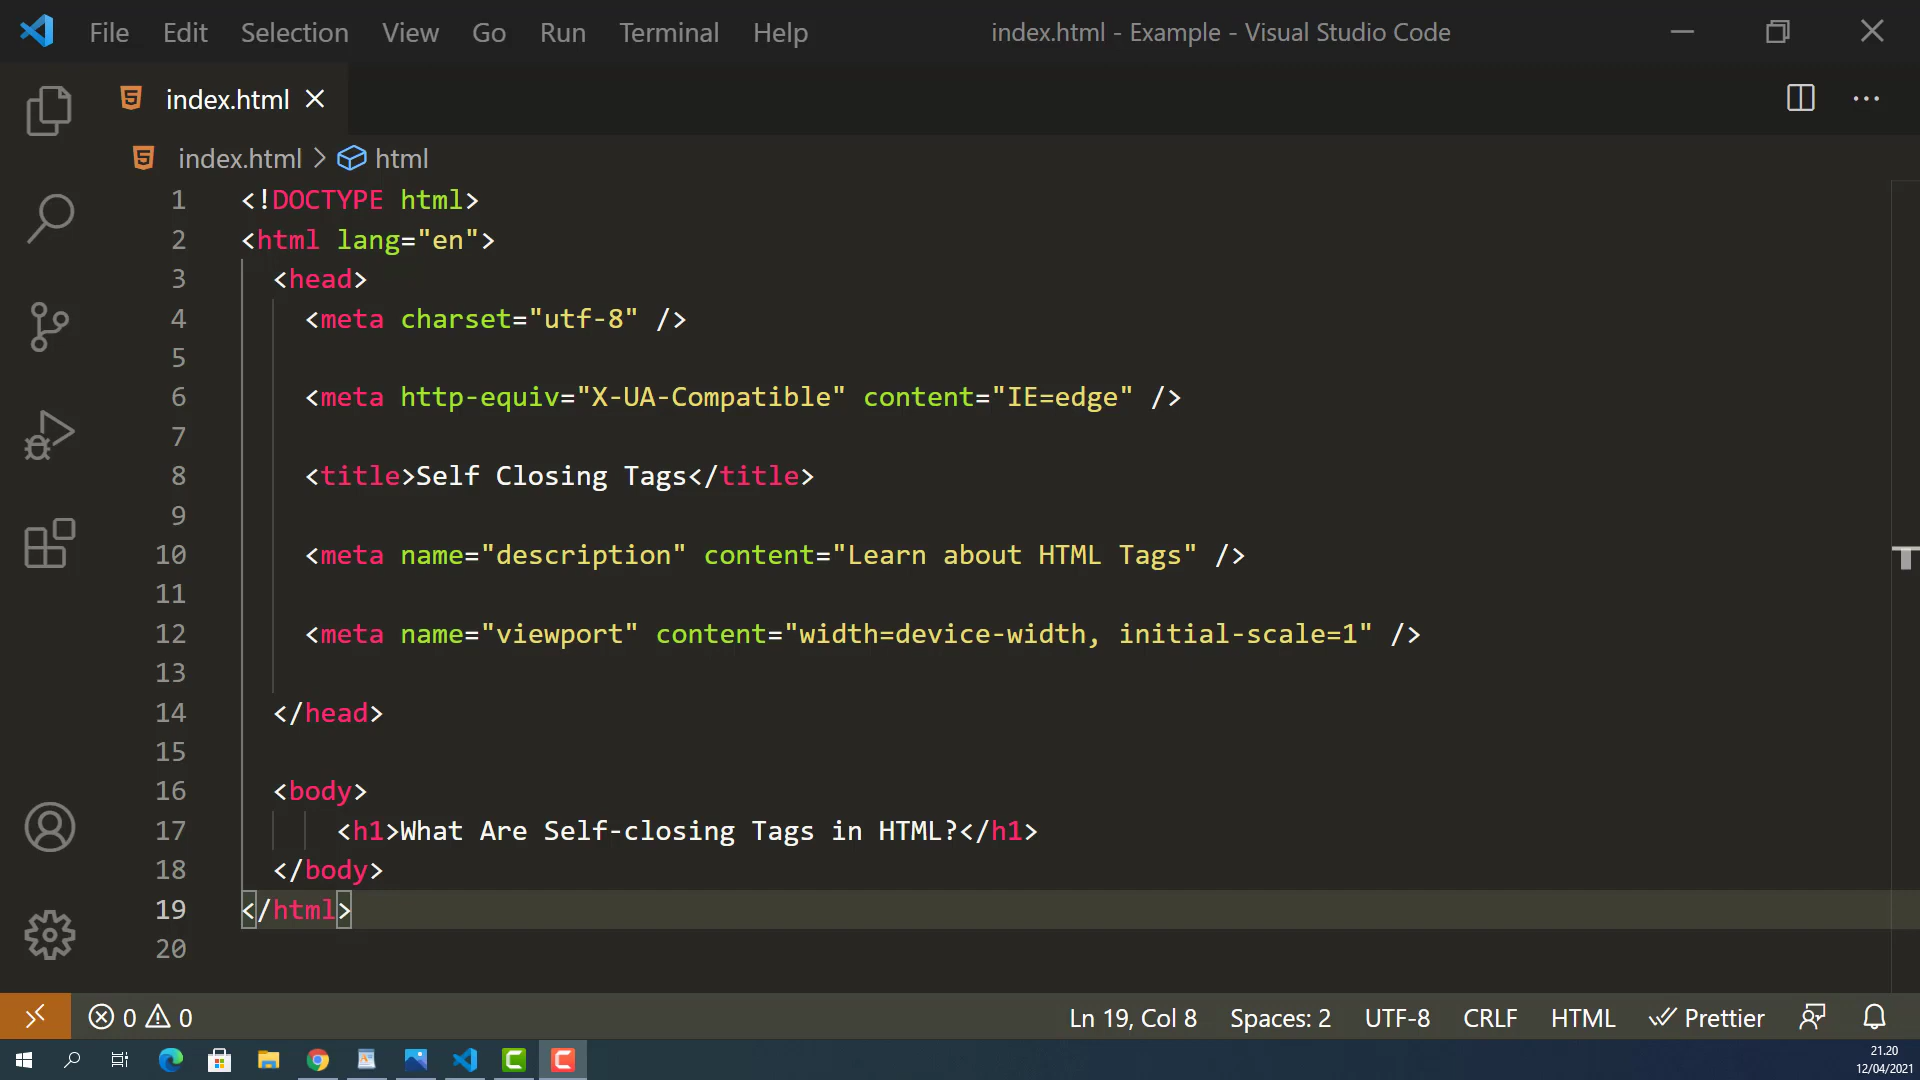 File Edit Selection View Go Run Terminal Help index.html - Example - Visual Studio Code
index.html
index.html > html
1 <!DOCTYPE html>
2 <html lang="en">
3 <head>
4 <meta charset="utf-8" />
5
6 <meta http-equiv="X-UA-Compatible" content="IE=edge" />
7
8 <title>Self Closing Tags</title>
9
10 <meta name="description" content="Learn about HTML Tags" />
11
12 <meta name="viewport" content="width=device-width, initial-scale=1" />
13
14 </head>
15
16 <body>
17 <h1>What Are Self-closing Tags in HTML?</h1>
18 </body>
19 </html>
20
0 0 Ln 19, Col 8 Spaces: 2 UTF-8 CRLF HTML Prettier
21.20
12/04/2021